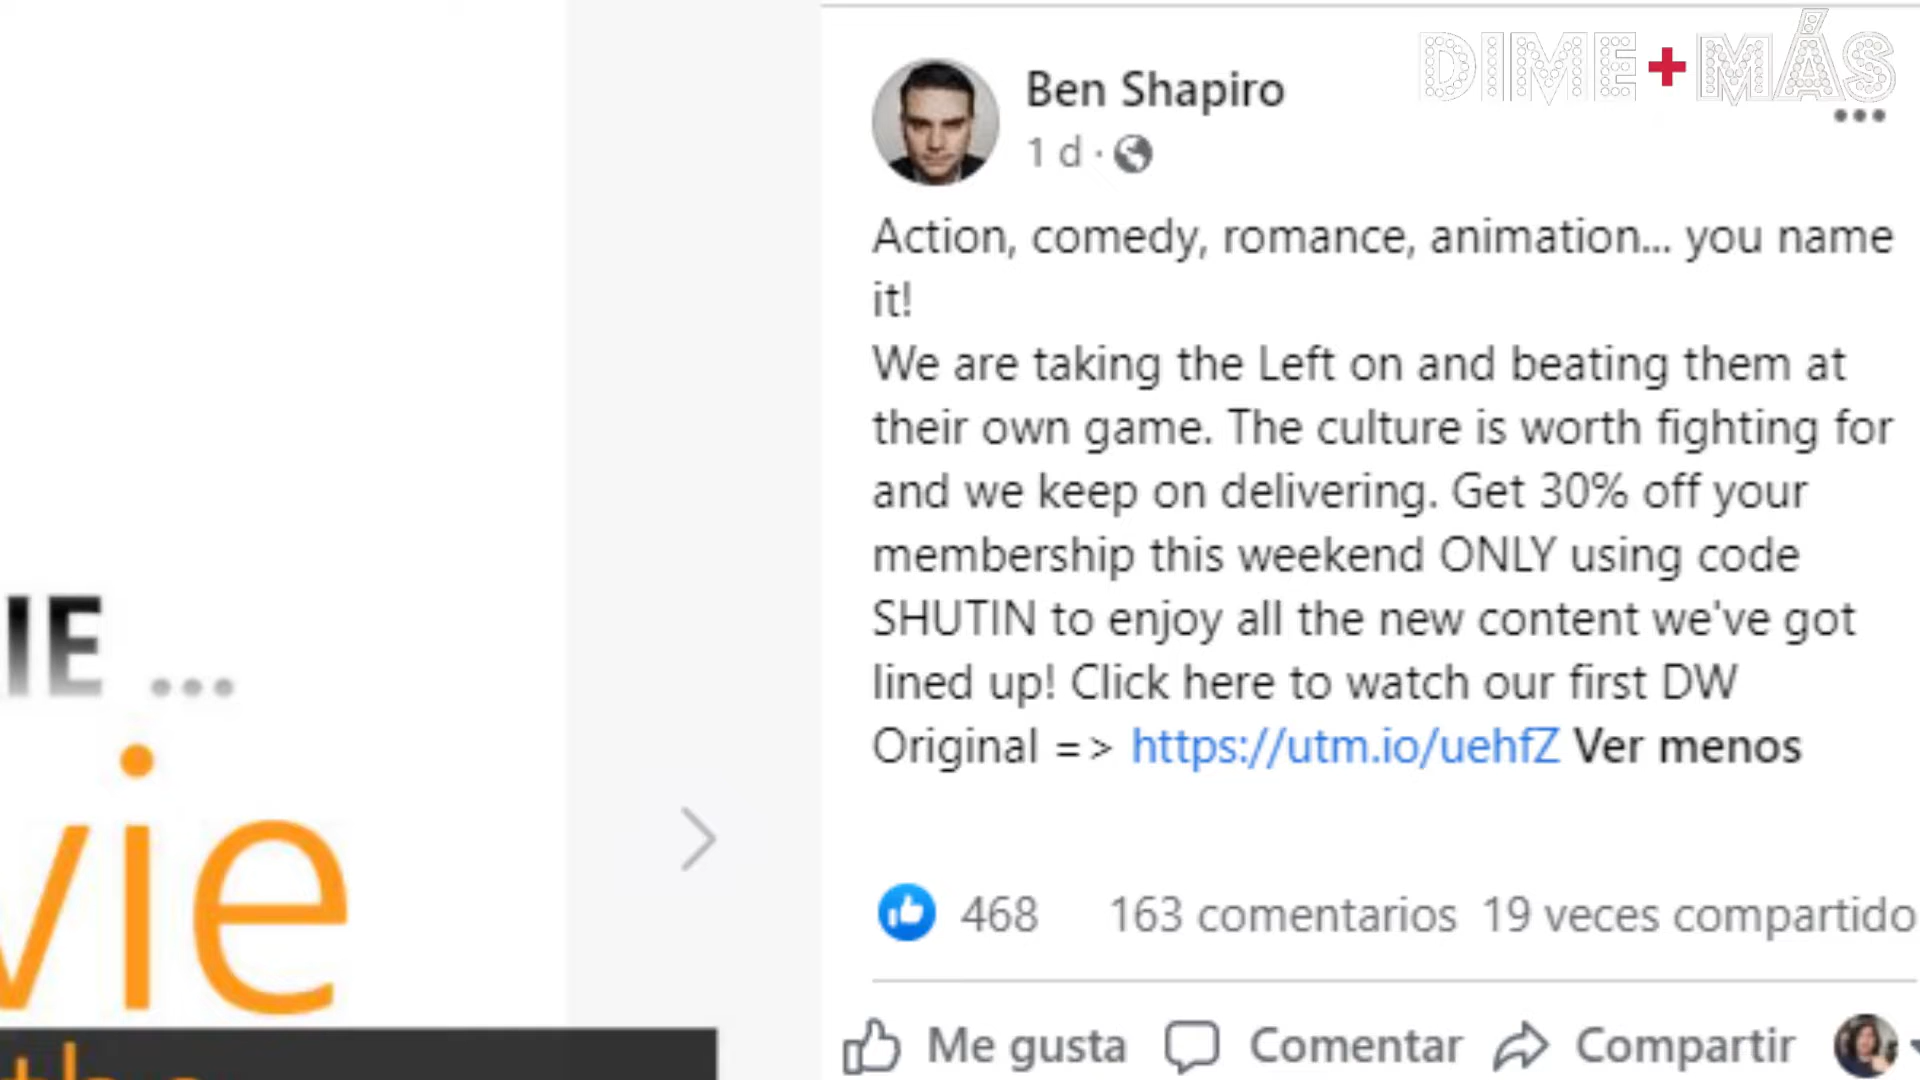 DIME+MÁS
Ben Shapiro
1 d ·
Action, comedy, romance, animation... you name
it!
We are taking the Left on and beating them at
their own game. The culture is worth fighting for
and we keep on delivering. Get 30% off your
membership this weekend ONLY using code
SHUTIN to enjoy all the new content we've got
lined up! Click here to watch our first DW
Original => https://utm.io/uehfZ Ver menos
IE ...
vie
the
468 163 comentarios 19 veces compartido
Me gusta Comentar Compartir